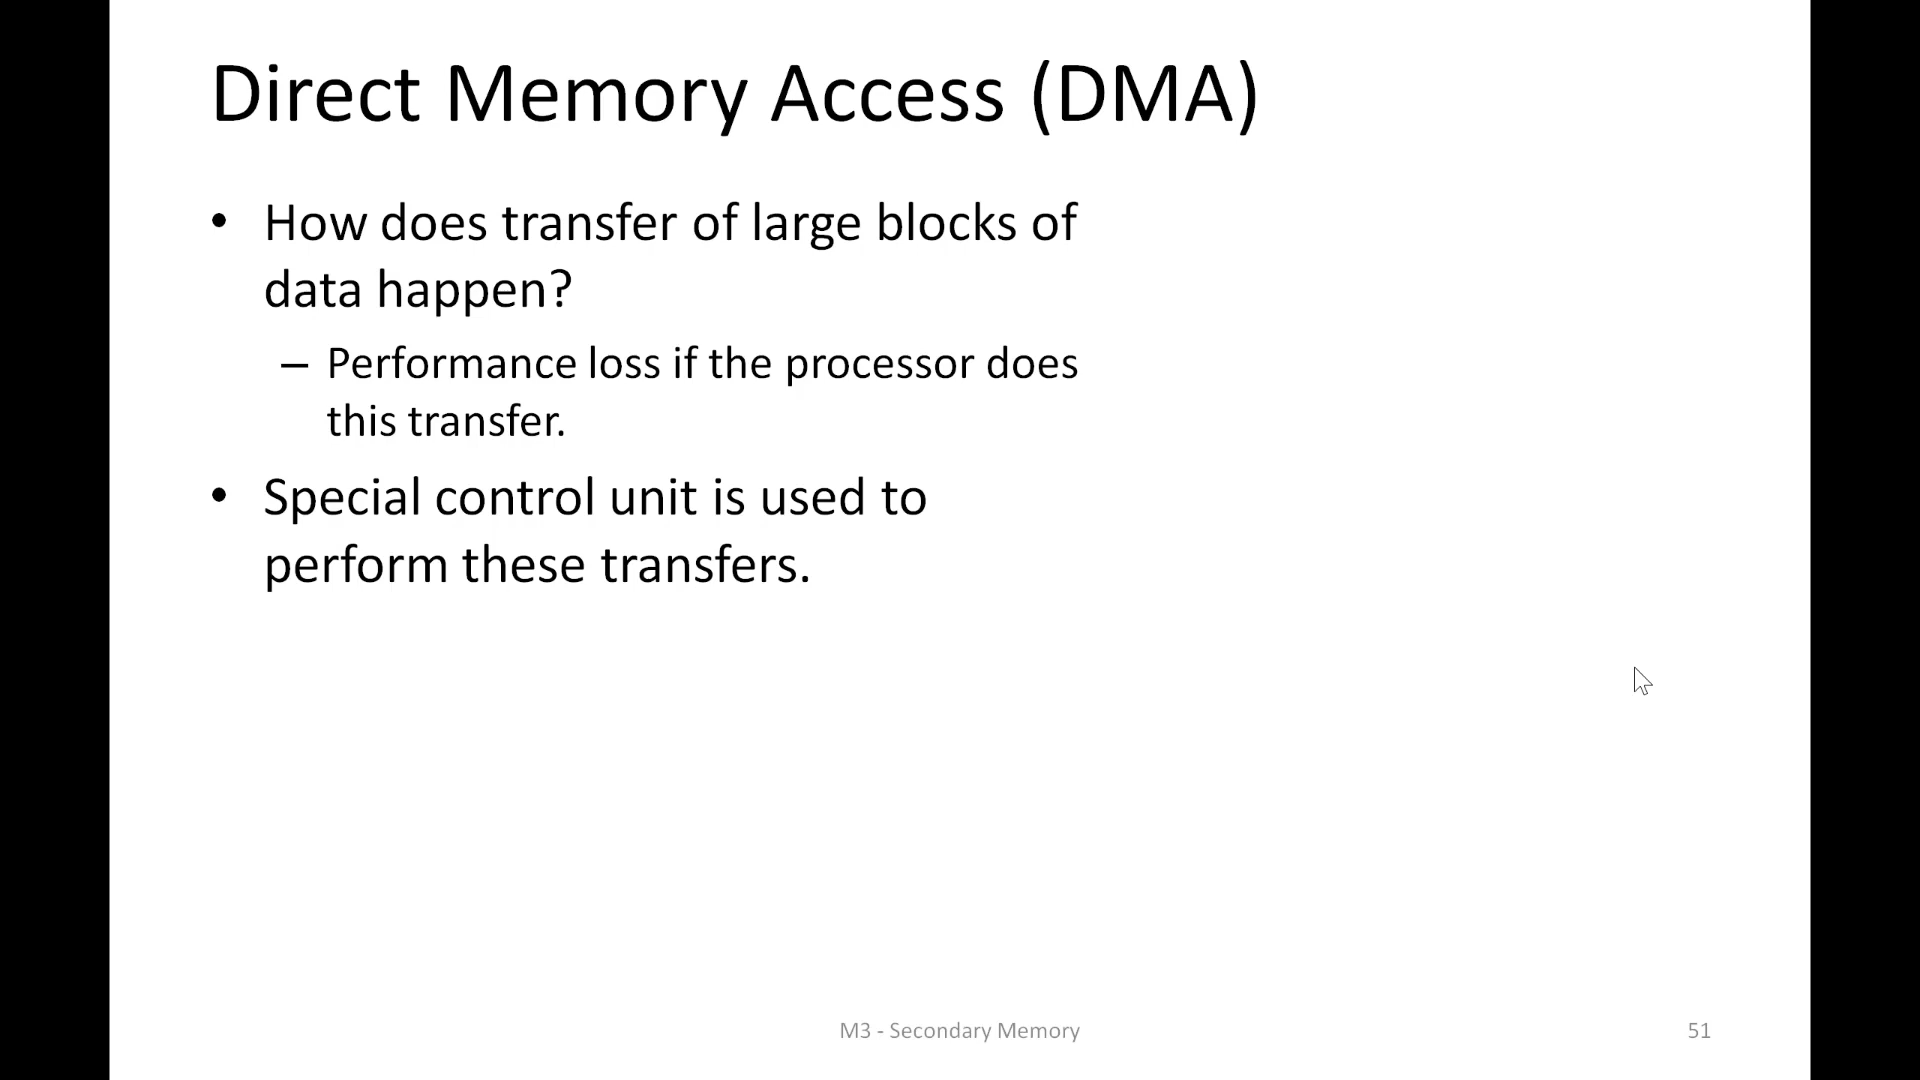 Direct Memory Access (DMA)
• How does transfer of large blocks of
data happen?
– Performance loss if the processor does
this transfer.
• Special control unit is used to
perform these transfers.
M3 - Secondary Memory
51